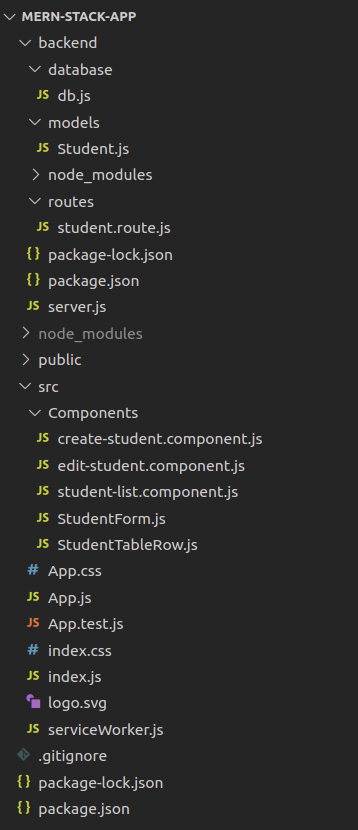 MERN-STACK-APP
backend
database
JS db.js
models
JS Student.js
node_modules
routes
JS student.route.js
{ } package-lock.json
{ } package.json
JS server.js
node_modules
public
src
Components
JS create-student.component.js
JS edit-student.component.js
JS student-list.component.js
JS StudentForm.js
JS StudentTableRow.js
# App.css
JS App.js
JS App.test.js
# index.css
JS index.js
logo.svg
JS serviceWorker.js
.gitignore
{ } package-lock.json
{ } package.json